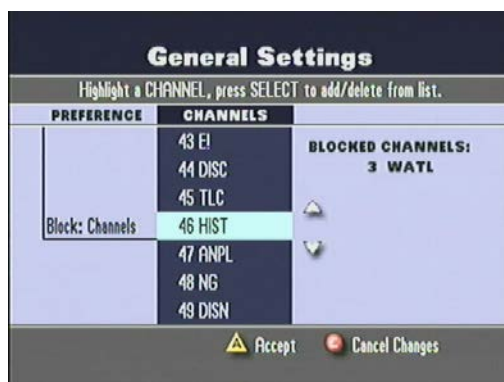 General Settings
Highlight a CHANNEL, press SELECT to add/delete from list.
PREFERENCE
CHANNELS
Block: Channels
43 E!
44 DISC
45 TLC
46 HIST
47 ANPL
48 NG
49 DISN
BLOCKED CHANNELS:
3 WATL
A Accept
Cancel Changes